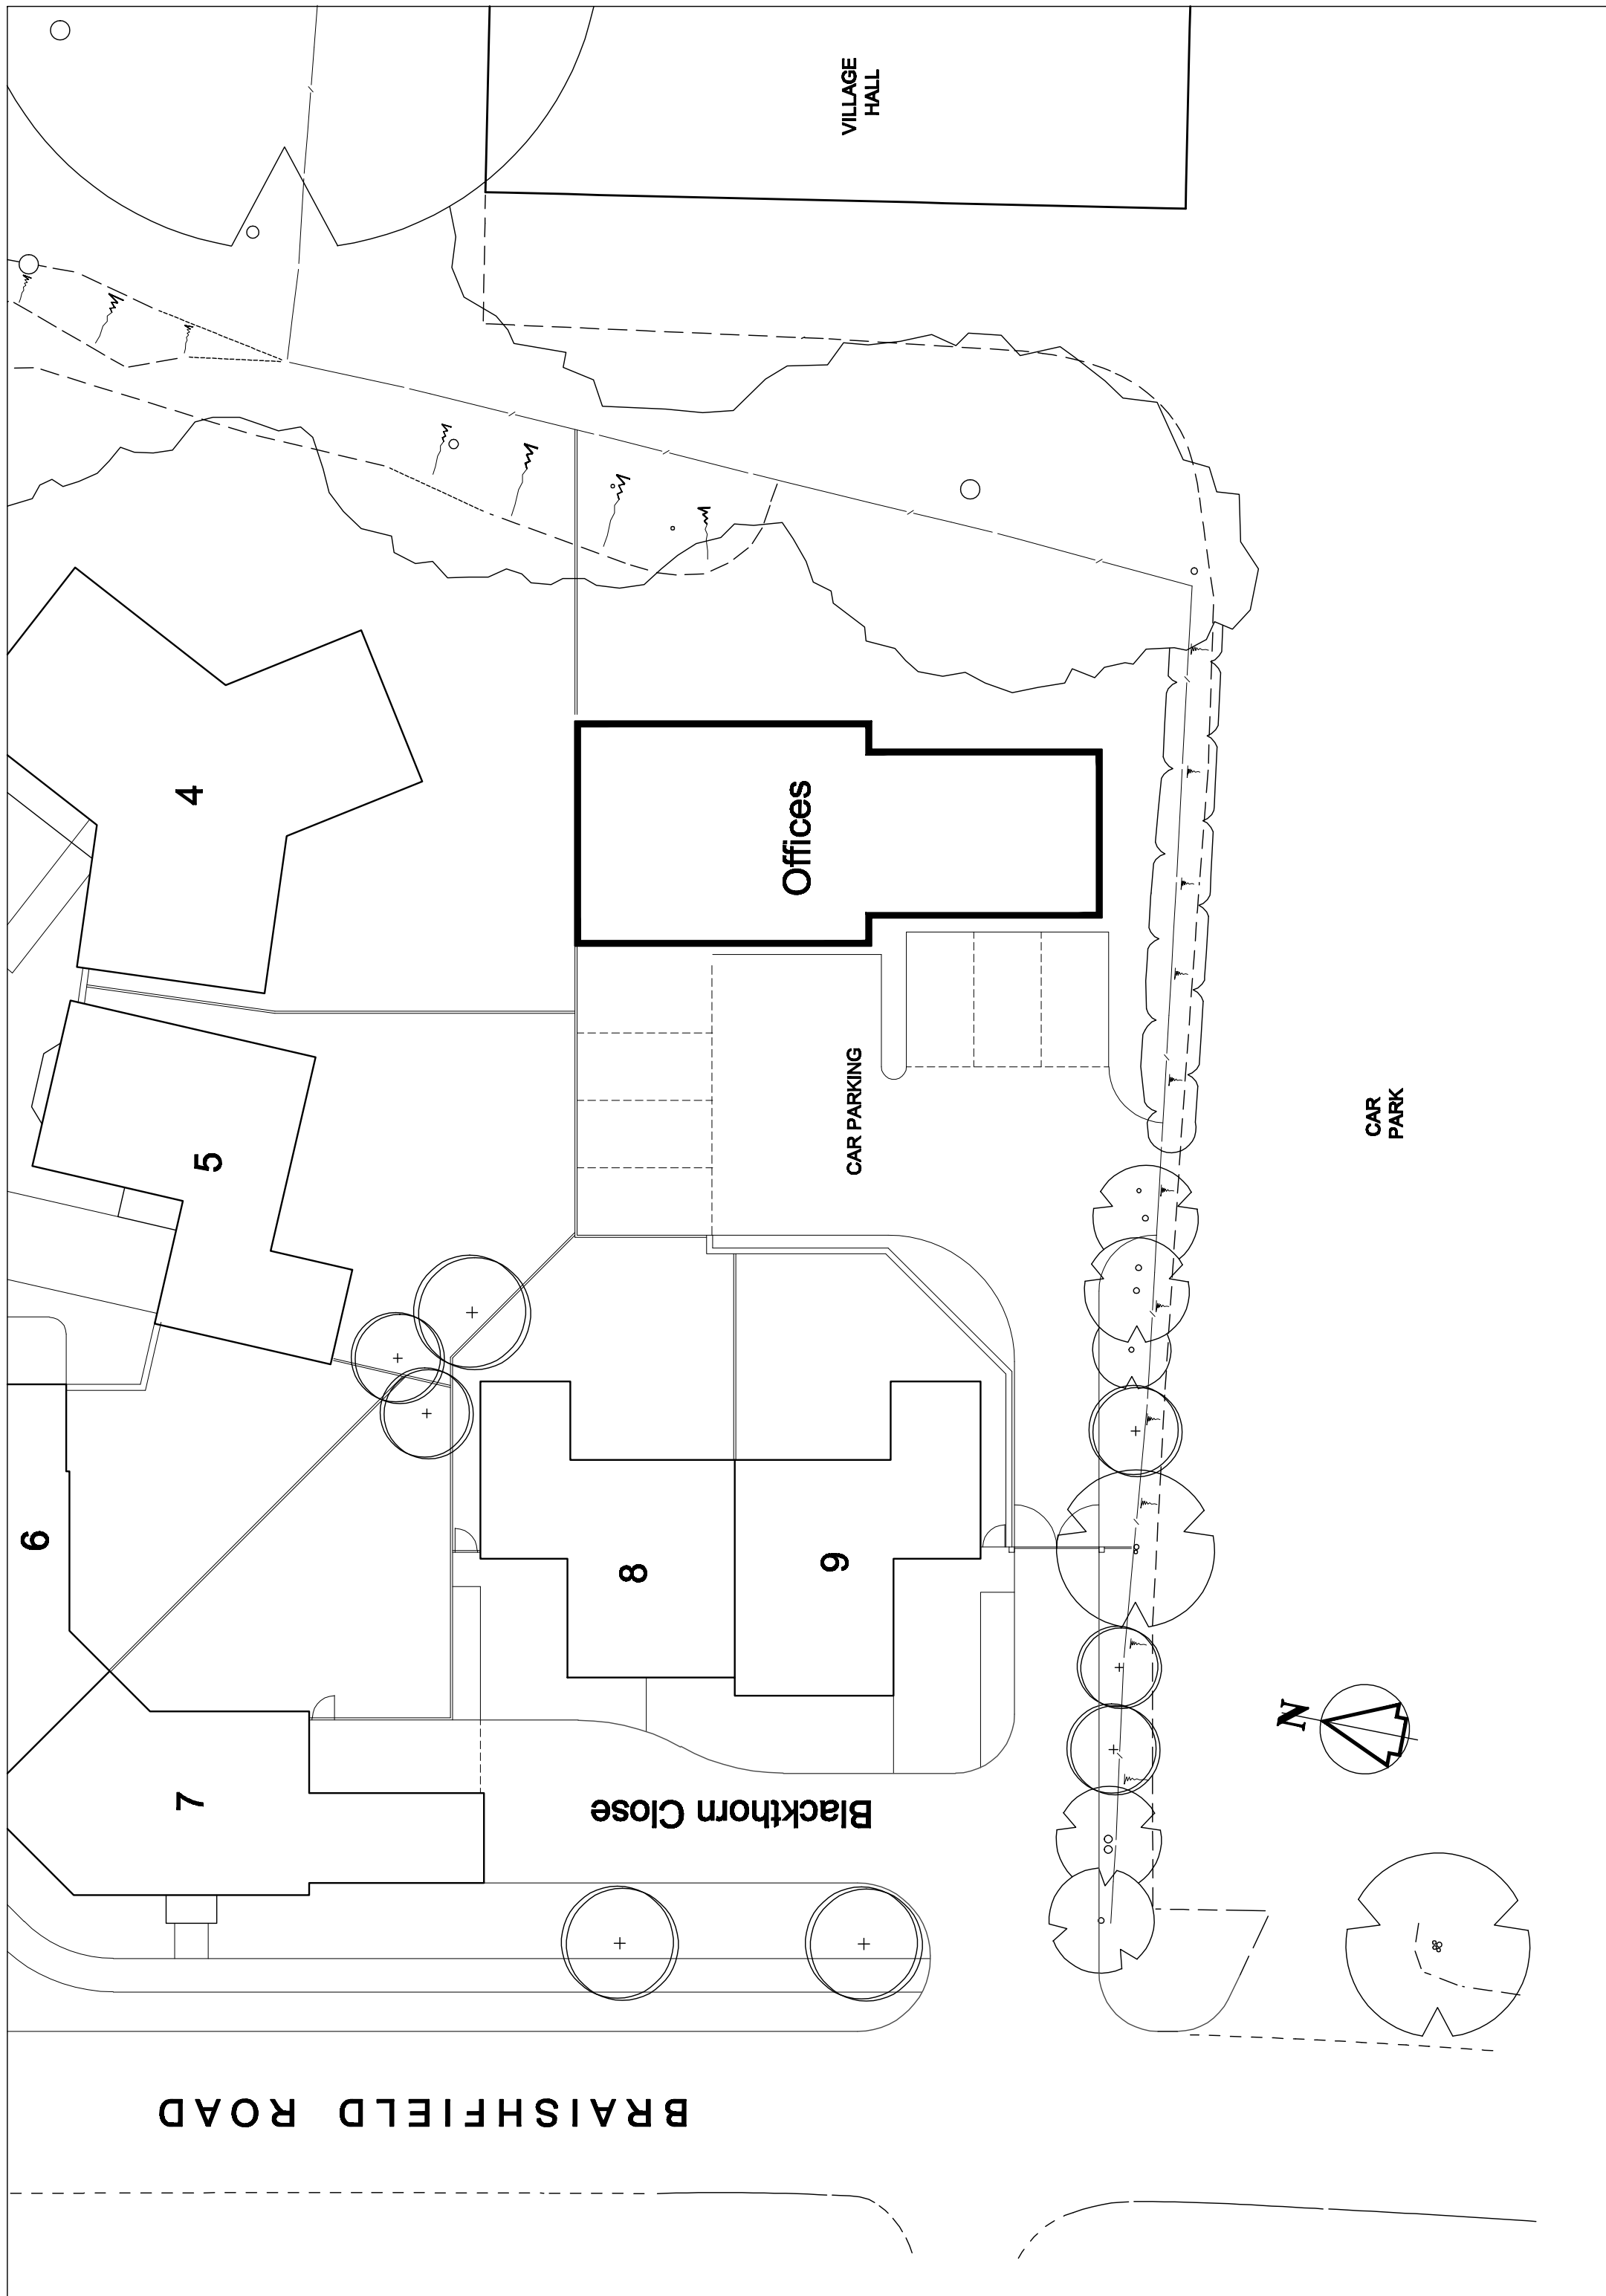 VILLAGE
HALL
4
Offices
5
CAR PARKING
CAR
PARK
6
8
9
7
N
Blackthorn Close
BRAISHFIELD ROAD